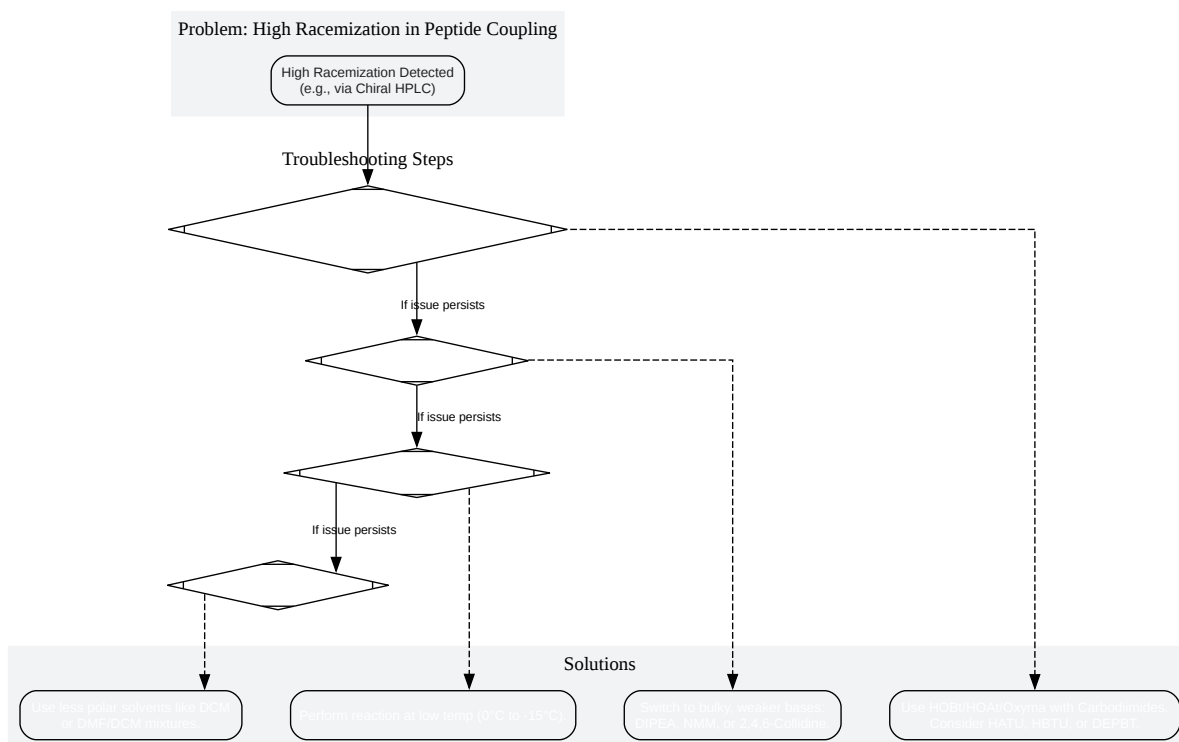 Problem: High Racemization in Peptide Coupling
High Racemization Detected
(e.g., via Chiral HPLC)
Troubleshooting Steps
If issue persists
If issue persists
If issue persists
Solutions
Use less polar solvents like DCM
or DMF/DCM mixtures.
Perform reaction at low temp (0°C to -15°C).
Switch to bulky, weaker bases:
DIPEA, NMM, or 2,4,6-Collidine.
Use HOBt/HOAt/Oxyma with Carbodiimides.
Consider HATU, HBTU, or DEPBT.